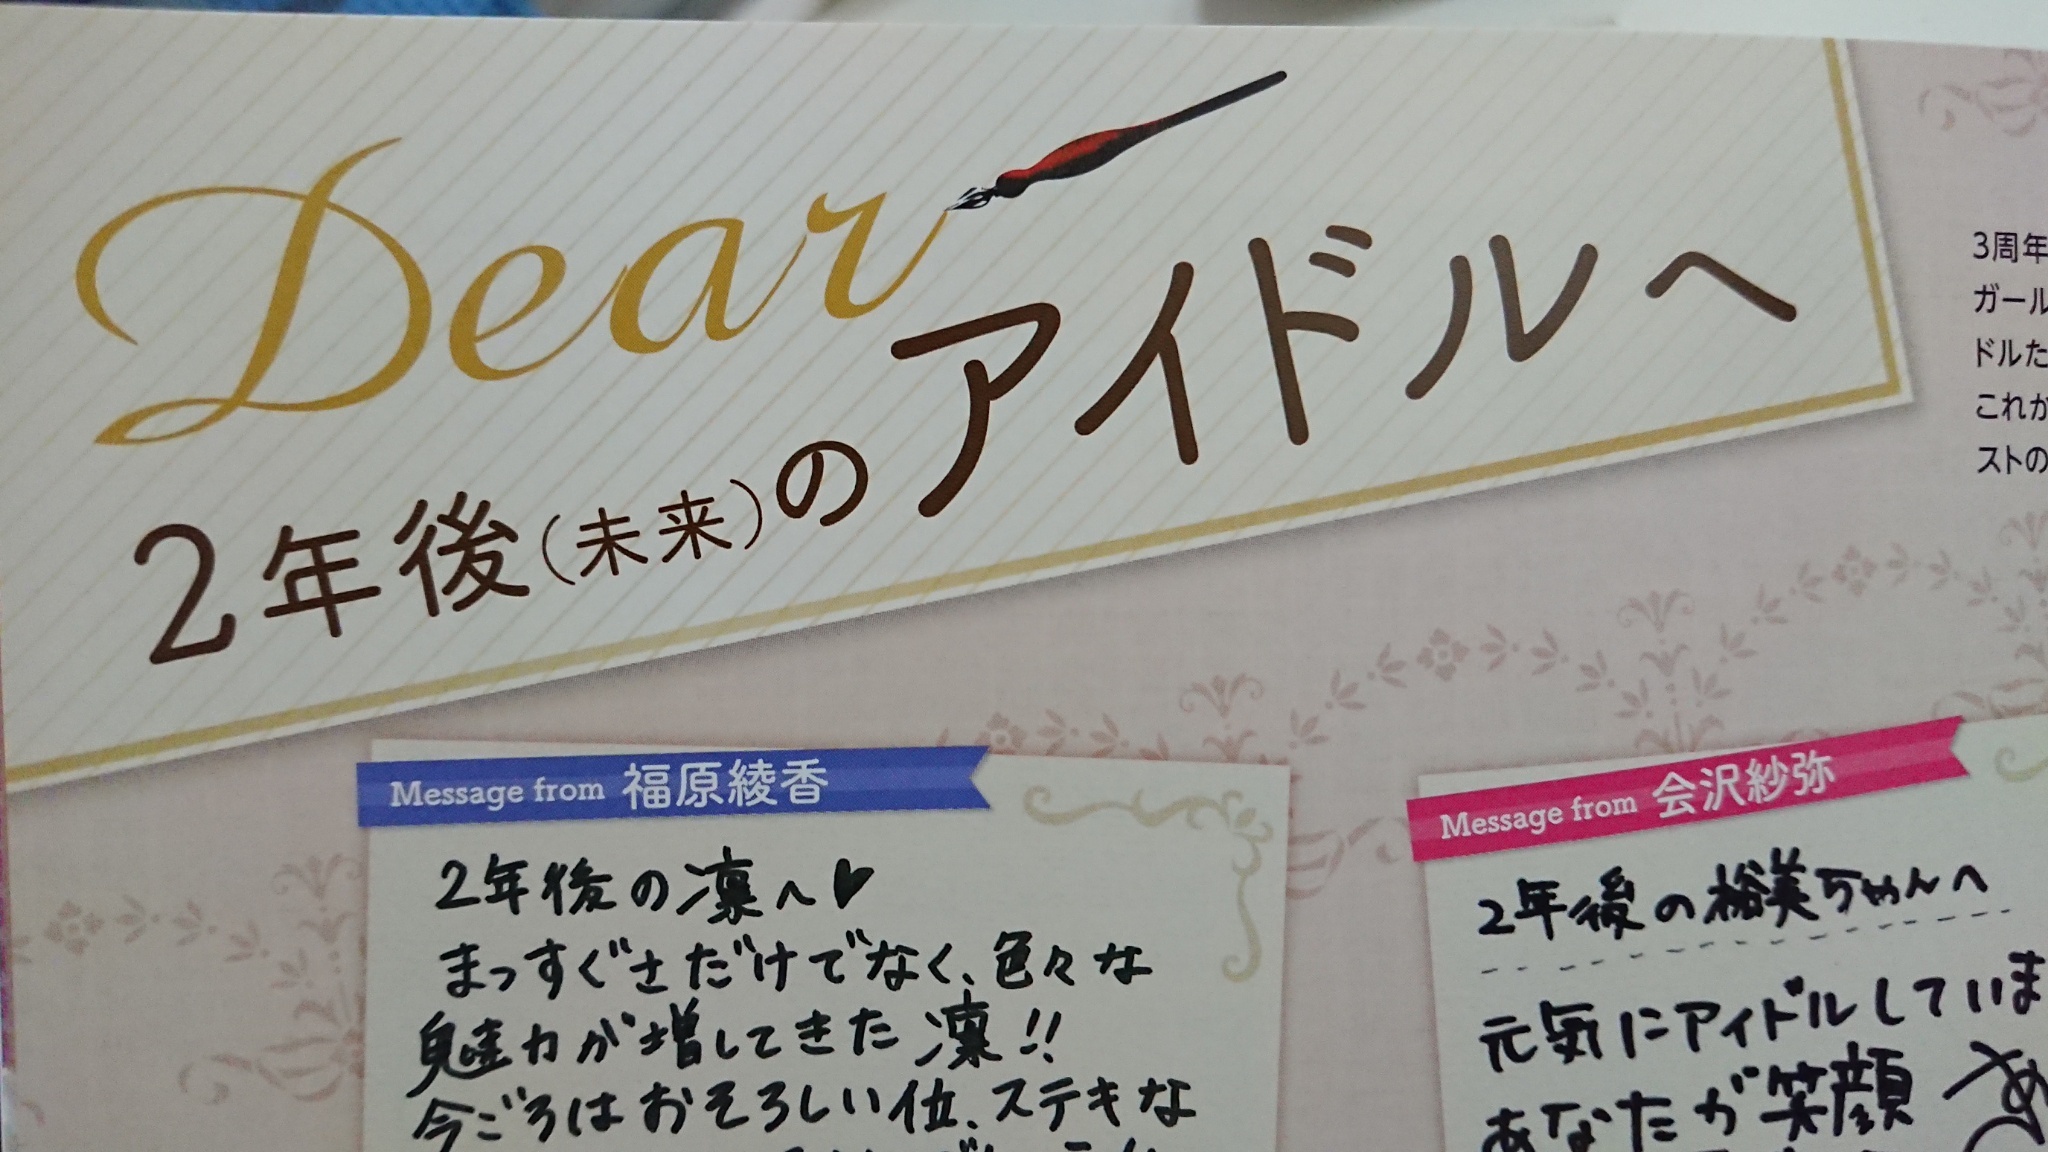 Dear
2年後(未来)のアイドルへ
3周年
ガール
ドルた
これか
ストの
Message from 福原綾香
2年後の凛へ♥
まっすぐさだけでなく、色々な
魅力が増してきた凛!!
今ごろはおそろしい位、ステキな
Message from 会沢紗弥
2年後の裕美ちゃんへ
元気にアイドルしていま
あなたが笑顔